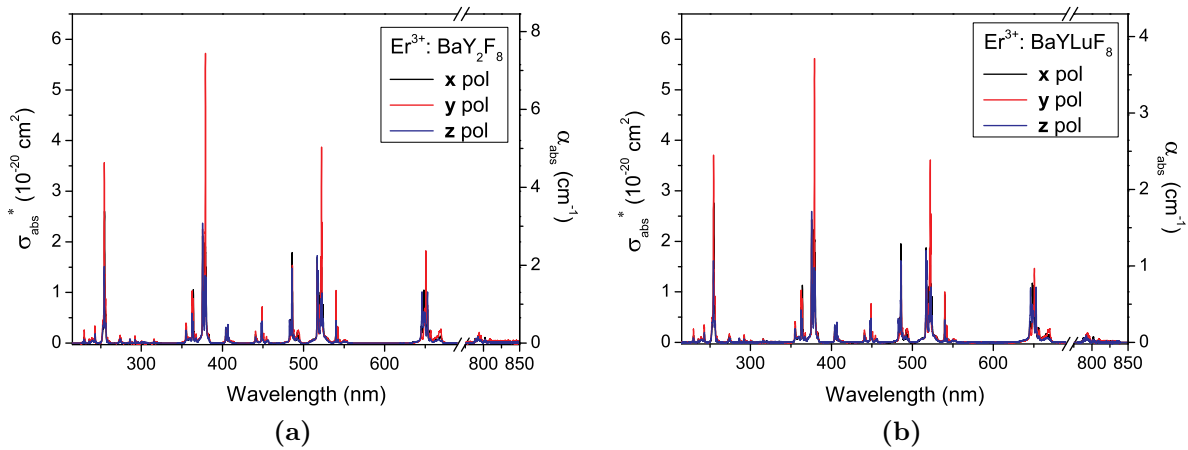 Er³⁺: BaY₂F₈
x pol
y pol
z pol
σabs* (10⁻²⁰ cm²)
αabs (cm⁻¹)
6
5
4
3
2
1
0
8
6
4
2
0
300 400 500 600 800 850
Wavelength (nm)
(a)
Er³⁺: BaYLuF₈
x pol
y pol
z pol
σabs* (10⁻²⁰ cm²)
αabs (cm⁻¹)
6
5
4
3
2
1
0
4
3
2
1
0
300 400 500 600 800 850
Wavelength (nm)
(b)